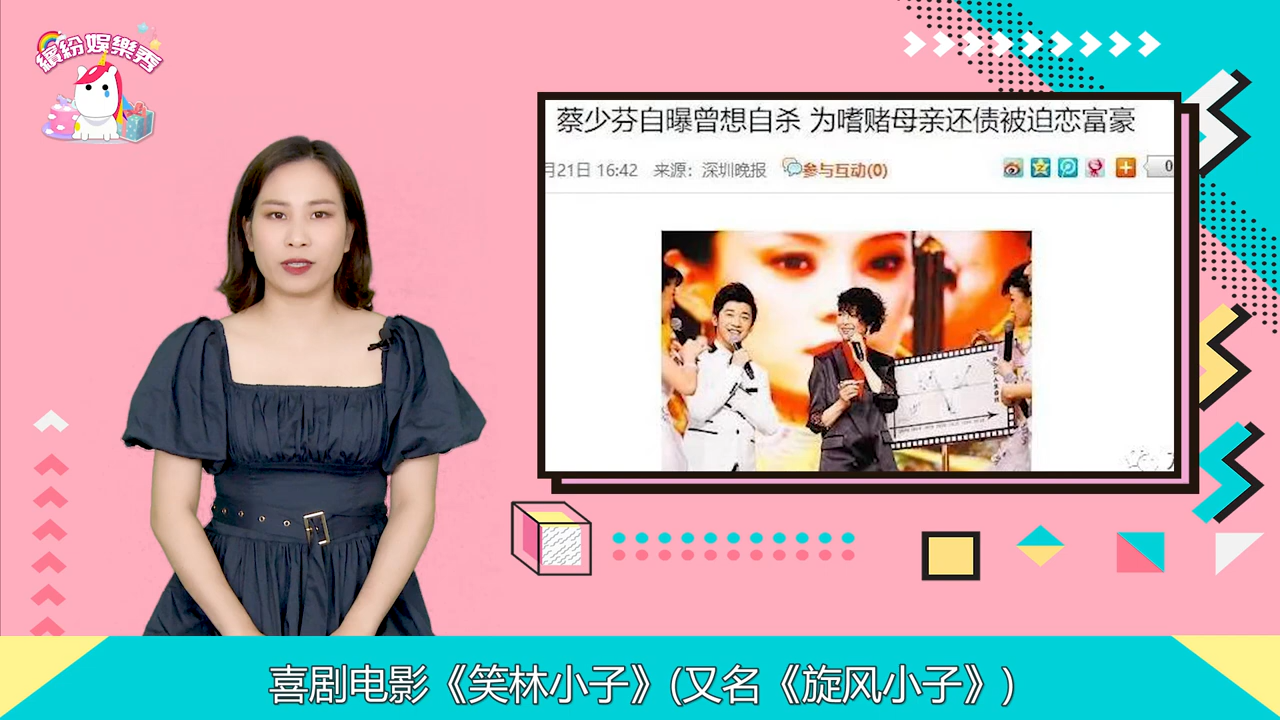 繽紛娛樂秀
蔡少芬自曝曾想自杀 为嗜赌母亲还债被迫恋富豪
月21日 16:42 来源：深圳晚报 参与互动(0)
0
喜剧电影《笑林小子》(又名《旋风小子》)